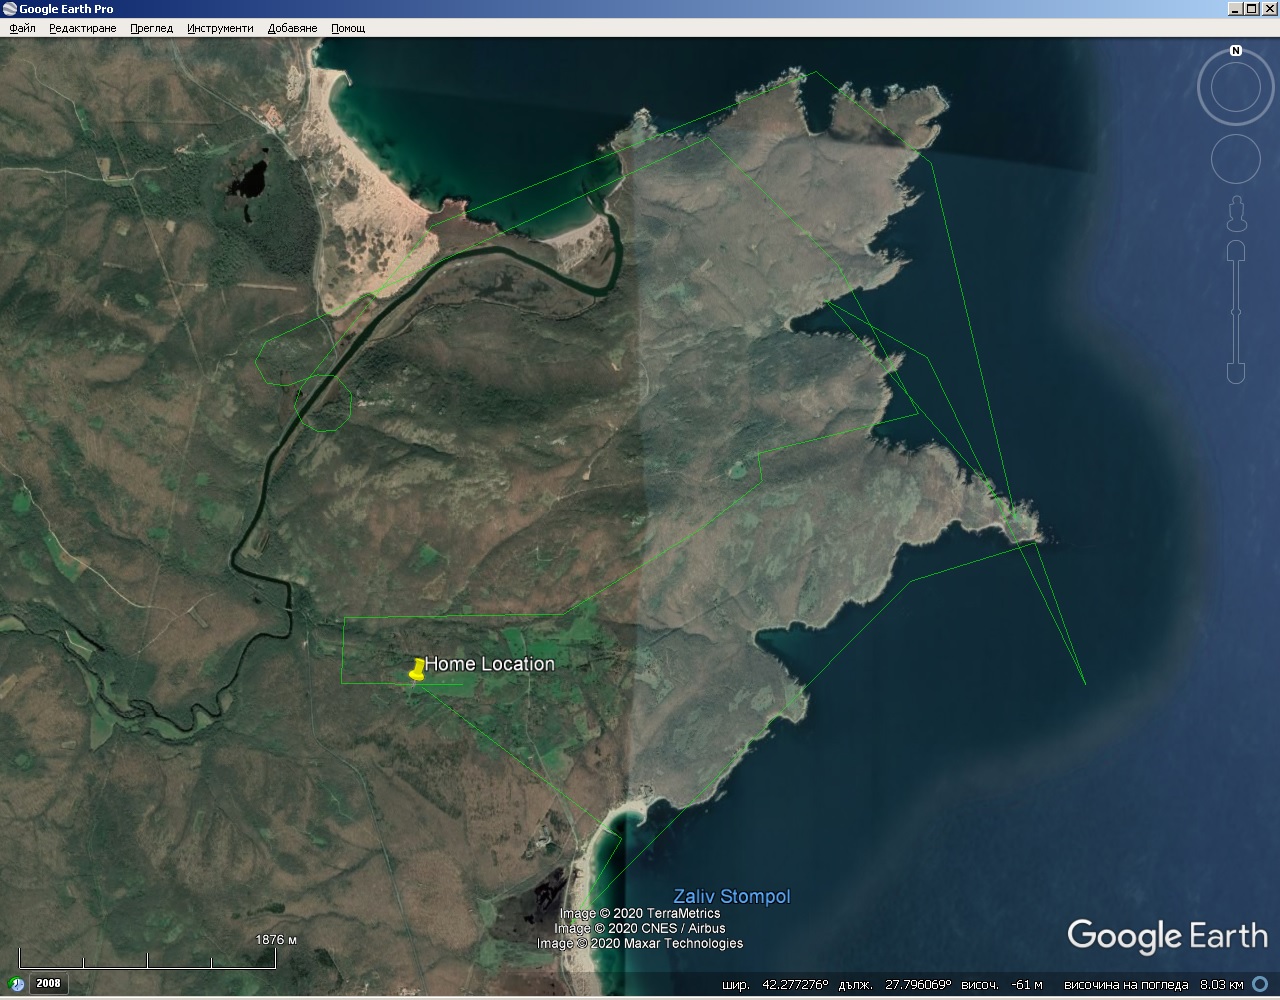 Google Earth Pro
Файл Редактиране Преглед Инструменти Добавяне Помощ
N
Home Location
Zaliv Stompol
Image © 2020 TerraMetrics
Image © 2020 CNES / Airbus
Image © 2020 Maxar Technologies
Google Earth
1876 м
2008
шир. 42.277276° дълж. 27.796069° височ. -61 м височина на погледа 8.03 км